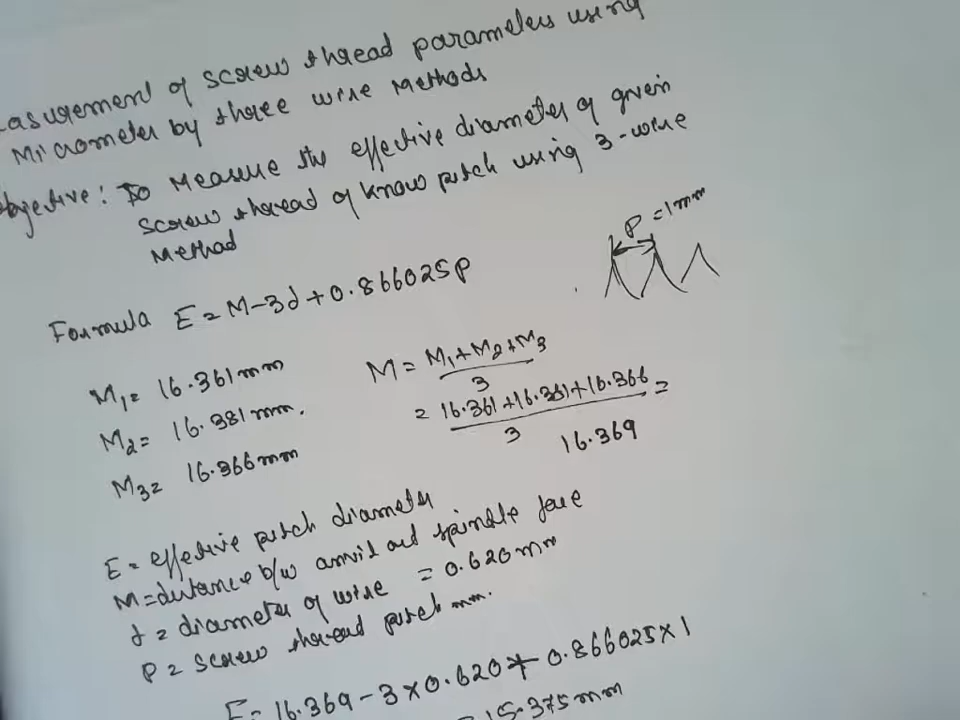 asurement of screw thread parameters using
Micrometer by three wire Methods
objective: To Measure the effective diameter of given
screw thread of know pitch using 3-wire
Method
P = 1mm
Formula E = M-3d+0.866025P
M1= 16.361mm
M2= 16.381mm.
M3= 16.366mm
M = M1+M2+M3
3
= 16.361+16.381+16.366 =
3
16.369
E = effective pitch diameter
M = distance b/w anvil and spindle face
d = diameter of wire = 0.620mm
P = screw thread pitch mm.
E = 16.369-3×0.620+0.866025×1
= 15.375mm